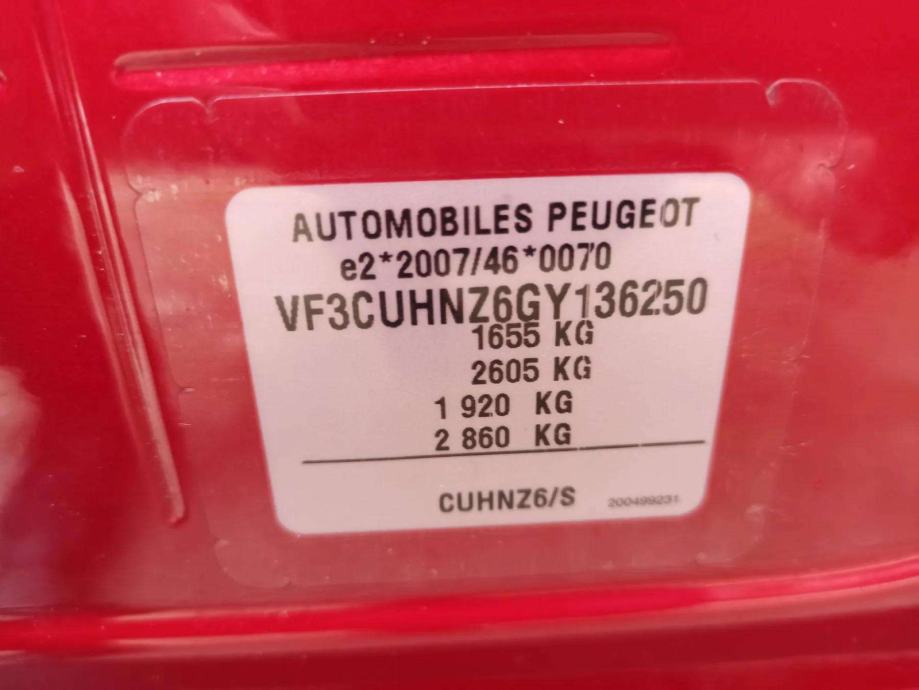 AUTOMOBILES PEUGEOT
e2*2007/46*0070
VF3CUHNZ6GY136250
1655 KG
2605 KG
1 920 KG
2 860 KG
CUHNZ6/S
200499231